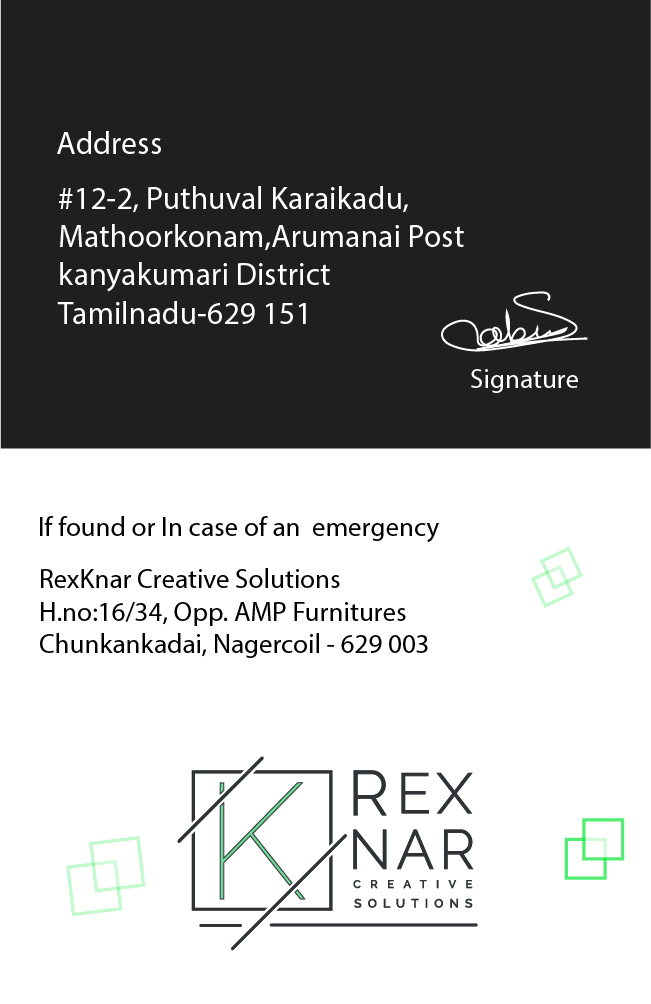 Address
#12-2, Puthuval Karaikadu,
Mathoorkonam,Arumanai Post
kanyakumari District
Tamilnadu-629 151
Signature
If found or In case of an  emergency
RexKnar Creative Solutions
H.no:16/34, Opp. AMP Furnitures
Chunkankadai, Nagercoil - 629 003
K
REX
NAR
CREATIVE
SOLUTIONS